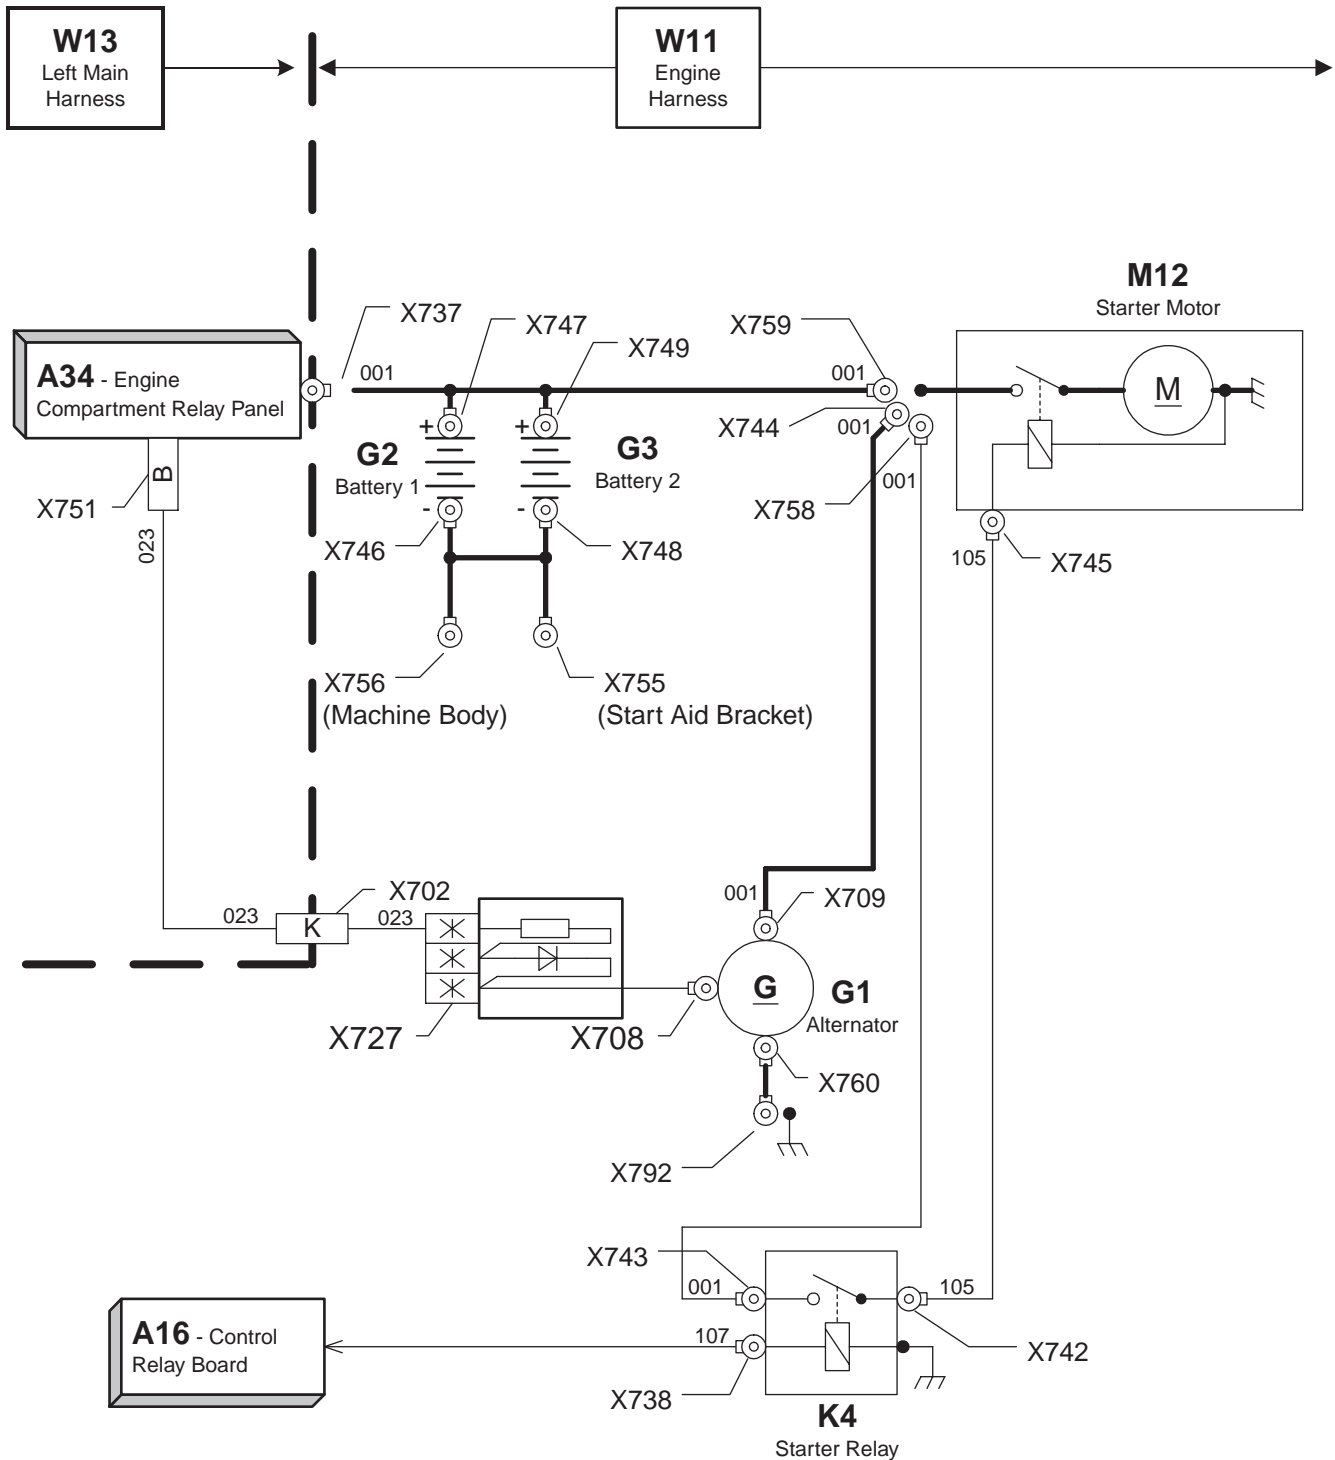 W13
Left Main
Harness
W11
Engine
Harness
M12
Starter Motor
X737
X747
X759
X749
A34 - Engine
Compartment Relay Panel
001
001
M
X744
001
+
+
G2
Battery 1
G3
Battery 2
B
X751
001
X758
-
-
X746
X748
023
105
X745
X756
(Machine Body)
X755
(Start Aid Bracket)
X702
001
X709
023
K
023
G
G1
Alternator
X727
X708
X760
X792
X743
001
105
A16 - Control
Relay Board
107
X742
X738
K4
Starter Relay